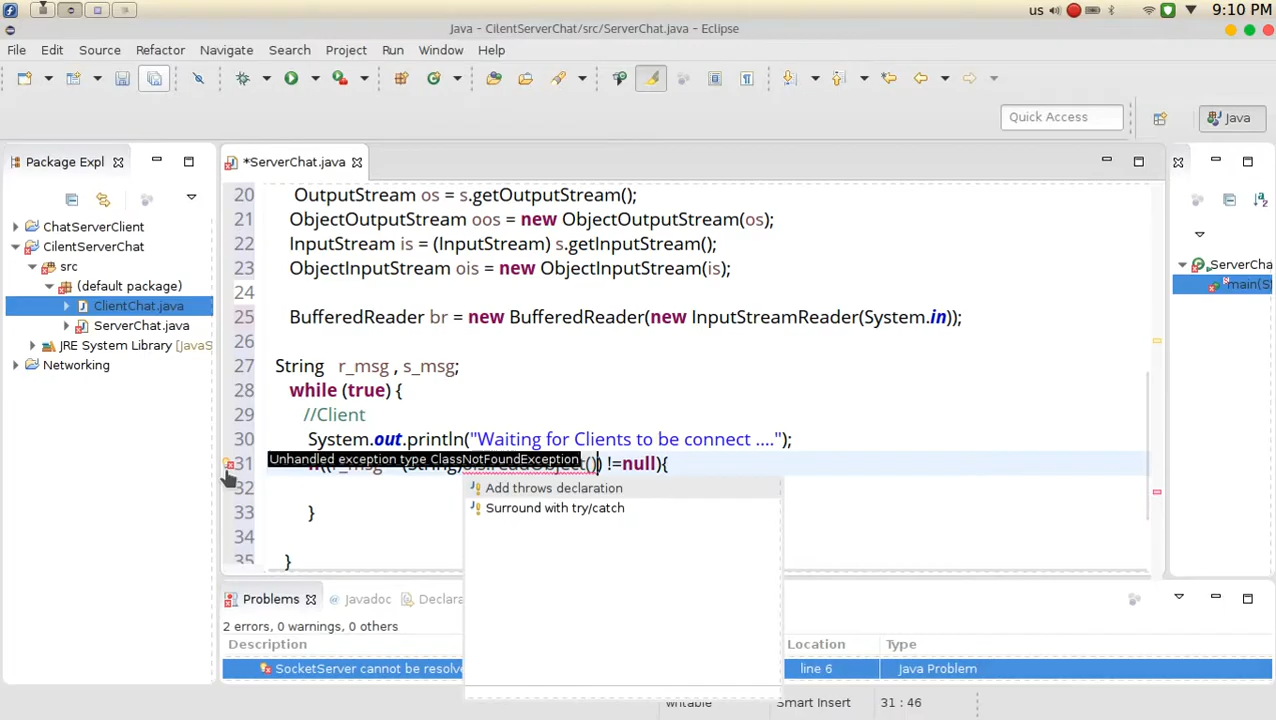 us
9:10 PM
Java - CilentServerChat/src/ServerChat.java - Eclipse
File Edit Source Refactor Navigate Search Project Run Window Help
Quick Access
Java
Package Expl
*ServerChat.java
ChatServerClient
CilentServerChat
src
(default package)
ClientChat.java
ServerChat.java
JRE System Library [JavaS
Networking
20 OutputStream os = s.getOutputStream();
21 ObjectOutputStream oos = new ObjectOutputStream(os);
22 InputStream is = (InputStream) s.getInputStream();
23 ObjectInputStream ois = new ObjectInputStream(is);
24
25 BufferedReader br = new BufferedReader(new InputStreamReader(System.in));
26
27 String r_msg , s_msg;
28 while (true) {
29 //Client
30 System.out.println("Waiting for Clients to be connect ....");
Unhandled exception type ClassNotFoundException
31 !=null){
32
33 }
34
35 }
Add throws declaration
Surround with try/catch
ServerCha
main(S
Problems Javadoc Declara
2 errors, 0 warnings, 0 others
Description Location Type
SocketServer cannot be resolve line 6 Java Problem
Writable Smart Insert 31 : 46